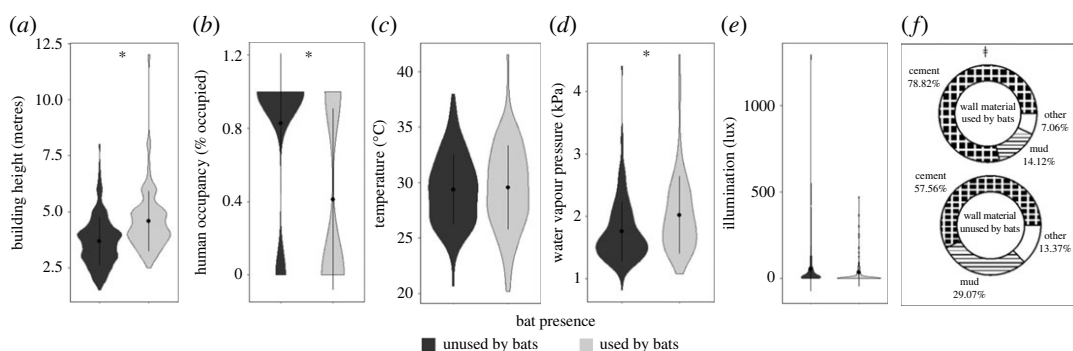 (a)
building height (metres)
12.5
10.0
7.5
5.0
2.5
*
(b)
human occupancy (% occupied)
1.2
0.8
0.4
0
*
(c)
temperature (°C)
40
35
30
25
20
(d)
water vapour pressure (kPa)
4
3
2
1
*
(e)
illumination (lux)
1000
500
0
(f)
‡
cement
78.82%
wall material
used by bats
other
7.06%
mud
14.12%
cement
57.56%
wall material
unused by bats
other
13.37%
mud
29.07%
bat presence
unused by bats
used by bats